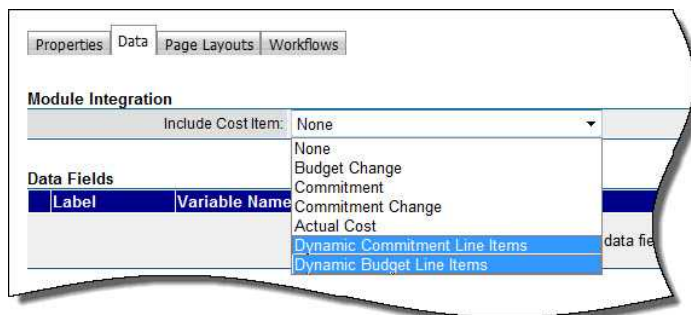 Properties Data Page Layouts Workflows
Module Integration
Include Cost Item: None
None
Budget Change
Data Fields
Commitment
Label Variable Name Commitment Change
Actual Cost
Dynamic Commitment Line Items data fie
Dynamic Budget Line Items